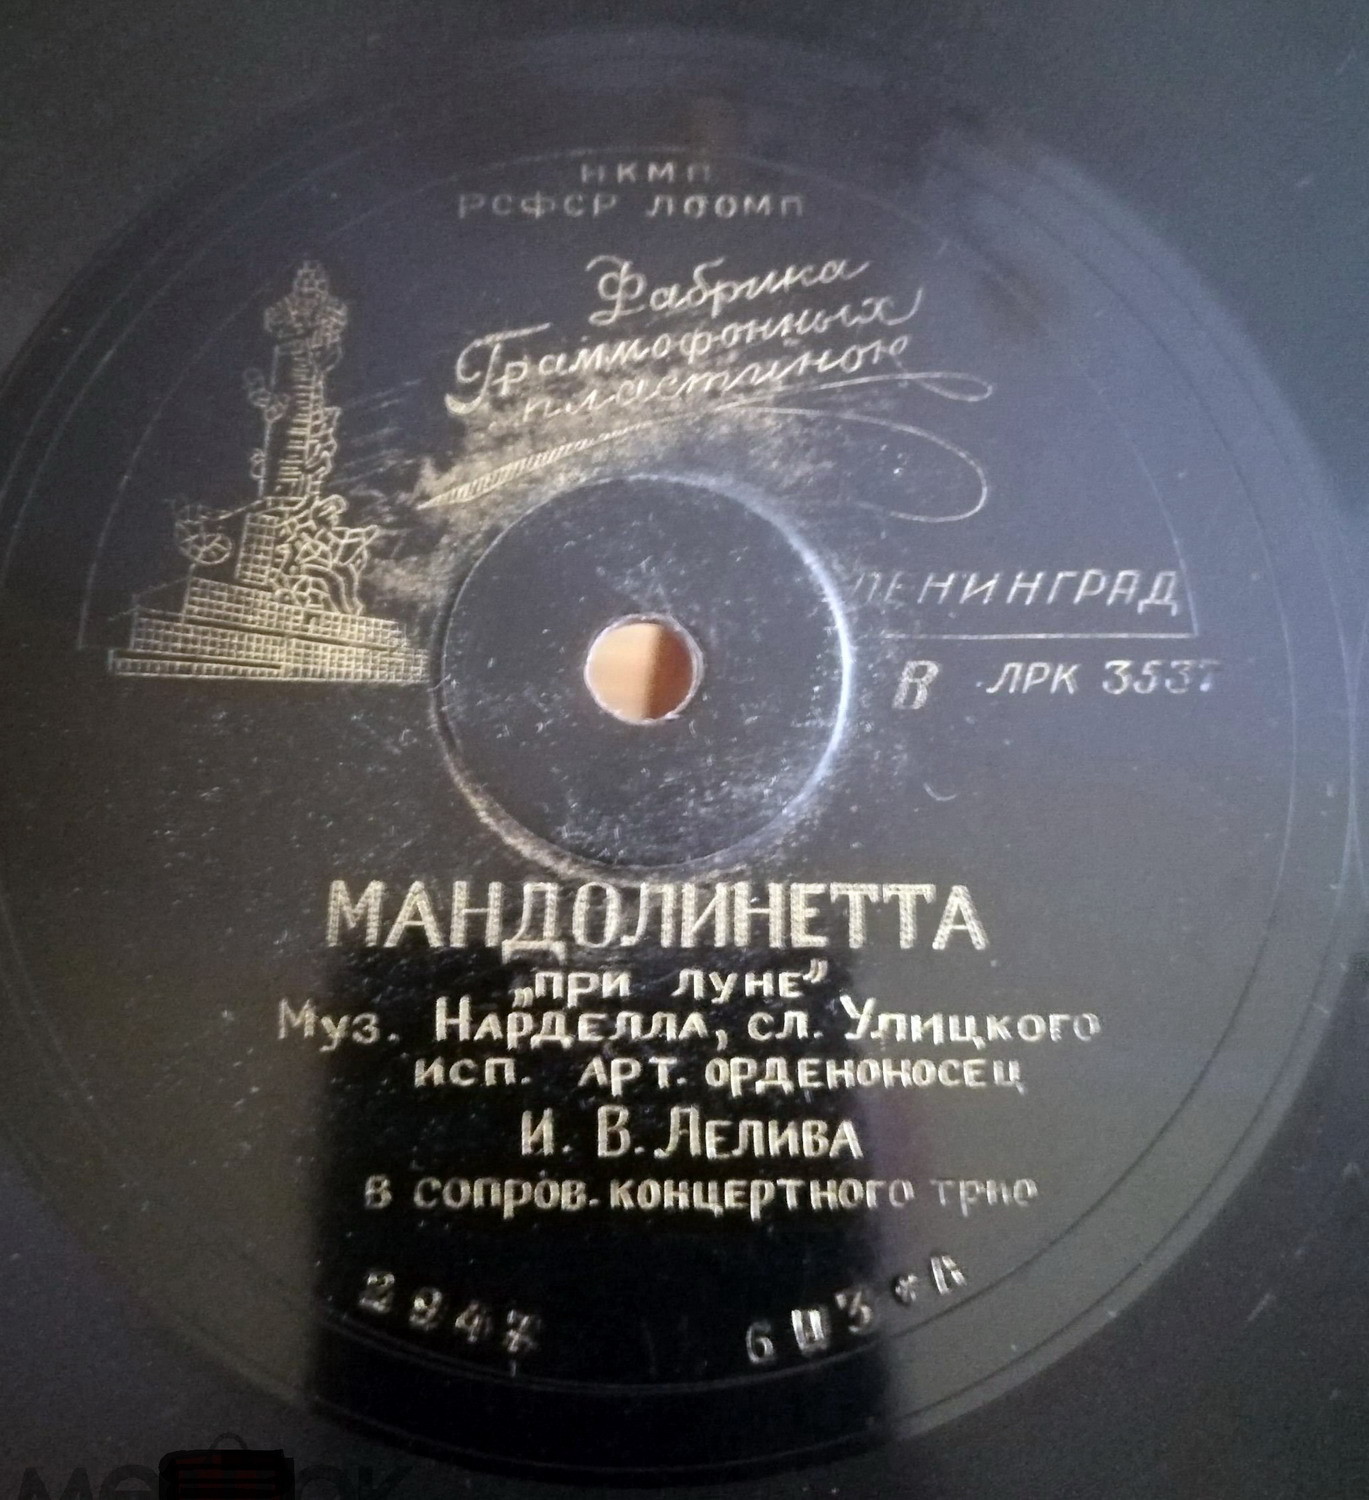 НКМП
РСФСР ЛООМП
Фабрика
Граммофонных
пластинок
ЛЕНИНГРАД
В ЛРК 3537
МАНДОЛИНЕТТА
„ПРИ ЛУНЕ”
Муз. НАРДЕЛЛА, сл. Улицкого
исп. АРТ. ОРДЕНОНОСЕЦ
И. В. ЛЕЛИВА
в сопров. концертного трио
2947